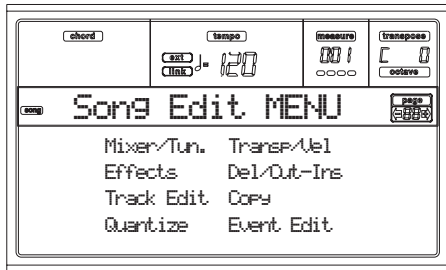 chord tempo measure transpose
ext link ♩= 120 001 C 0
octave
song Song Edit MENU page
Mixer/Tun. Transp/Vel
Effects Del/Cut-Ins
Track Edit Copy
Quantize Event Edit